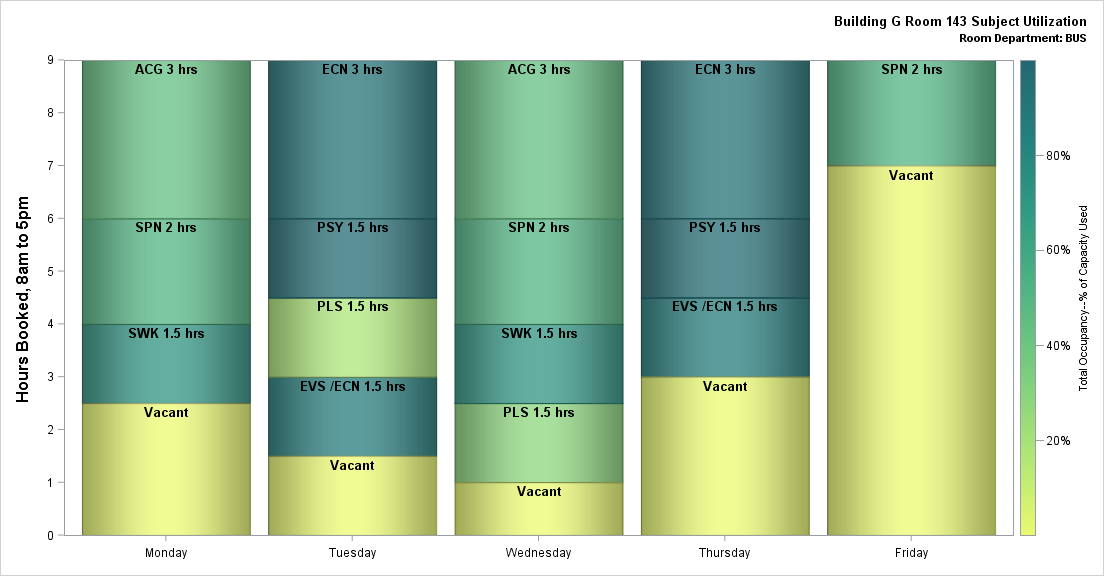 Building G Room 143 Subject Utilization
Room Department: BUS
Hours Booked, 8am to 5pm
9
8
7
6
5
4
3
2
1
0
ACG 3 hrs
SPN 2 hrs
SWK 1.5 hrs
Vacant
ECN 3 hrs
PSY 1.5 hrs
PLS 1.5 hrs
EVS /ECN 1.5 hrs
Vacant
ACG 3 hrs
SPN 2 hrs
SWK 1.5 hrs
PLS 1.5 hrs
Vacant
ECN 3 hrs
PSY 1.5 hrs
EVS /ECN 1.5 hrs
Vacant
SPN 2 hrs
Vacant
Monday
Tuesday
Wednesday
Thursday
Friday
80%
60%
40%
20%
Total Occupancy--% of Capacity Used